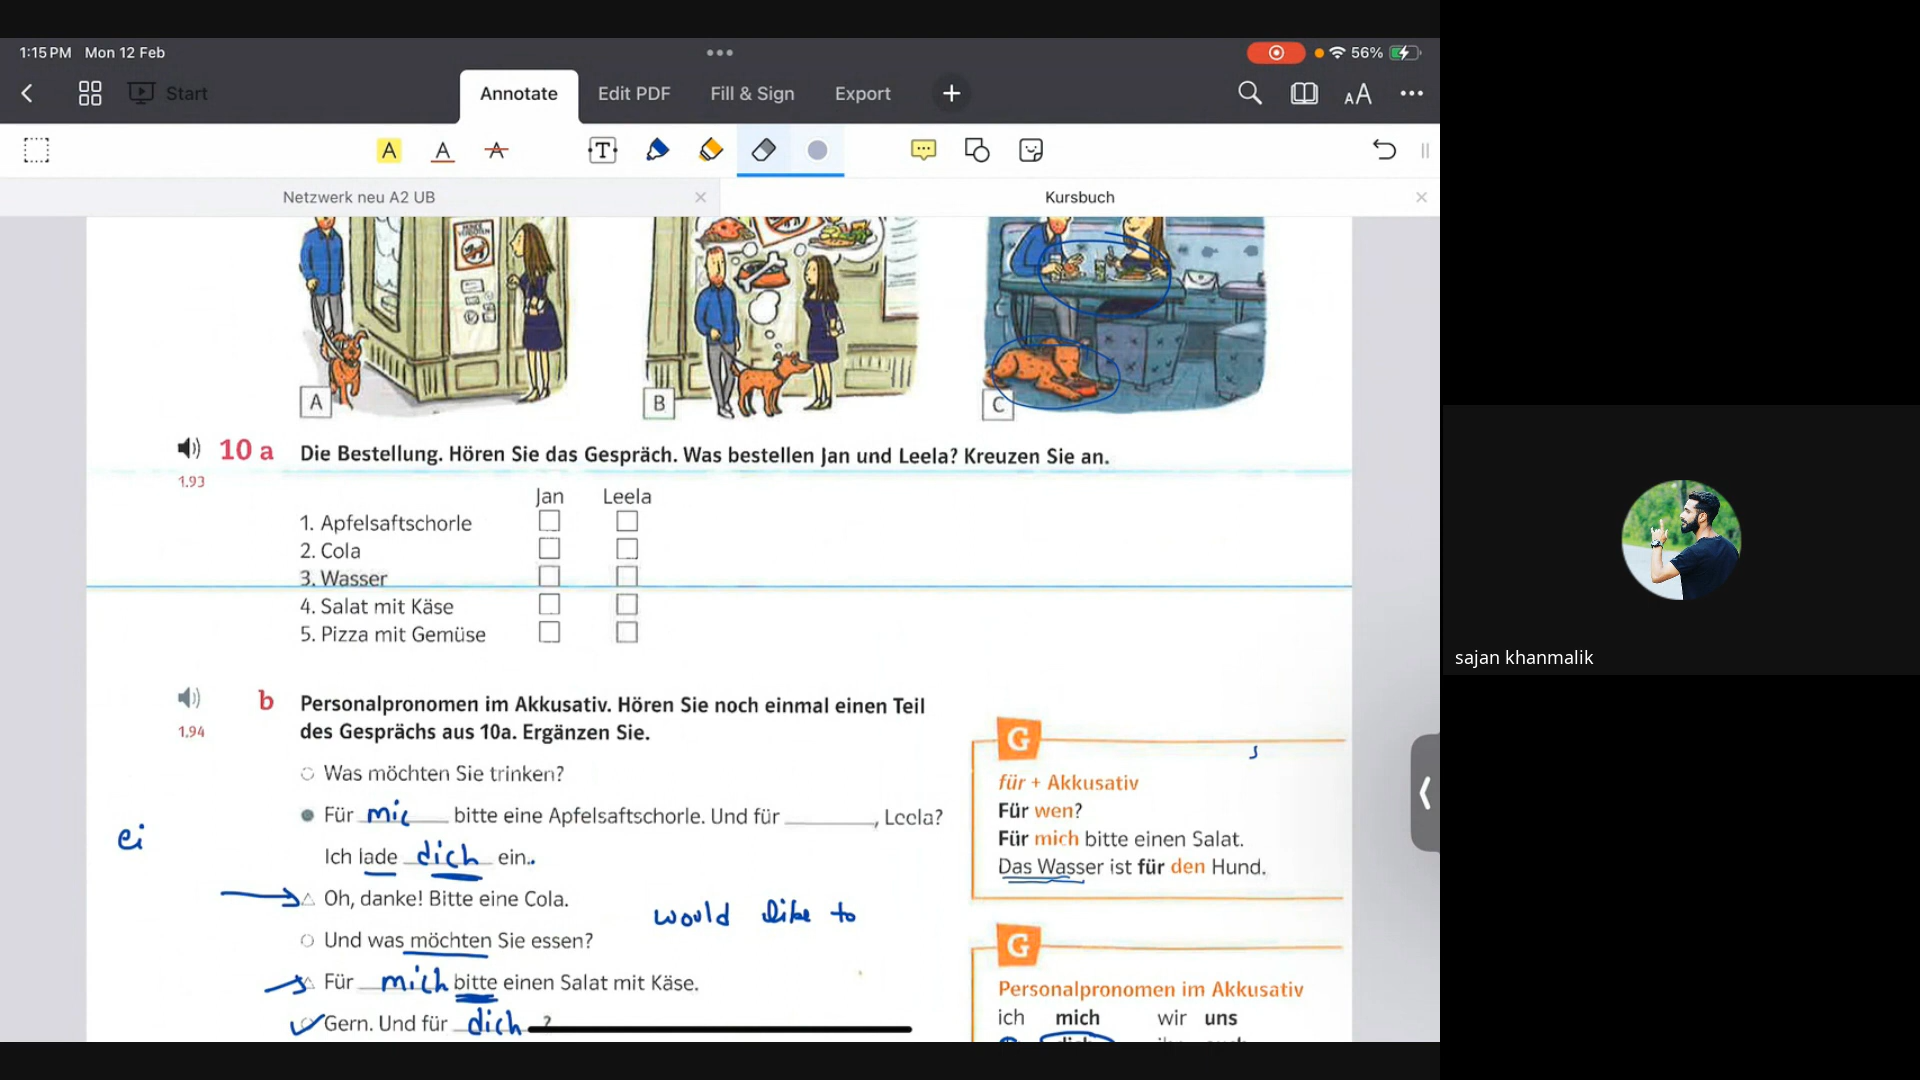 1:15 PM Mon 12 Feb
56%
Start
Annotate
Edit PDF
Fill & Sign
Export
Netzwerk neu A2 UB
Kursbuch
A
B
C
1.93
10 a Die Bestellung. Hören Sie das Gespräch. Was bestellen Jan und Leela? Kreuzen Sie an.
Jan Leela
1. Apfelsaftschorle
2. Cola
3. Wasser
4. Salat mit Käse
5. Pizza mit Gemüse
1.94
b Personalpronomen im Akkusativ. Hören Sie noch einmal einen Teil
des Gesprächs aus 10a. Ergänzen Sie.
Was möchten Sie trinken?
Für mic bitte eine Apfelsaftschorle. Und für ________, Leela?
ei
Ich lade dich ein.
Oh, danke! Bitte eine Cola.
would like to
Und was möchten Sie essen?
Für mich bitte einen Salat mit Käse.
Gern. Und für dich ?
G
für + Akkusativ
Für wen?
Für mich bitte einen Salat.
Das Wasser ist für den Hund.
G
Personalpronomen im Akkusativ
ich mich wir uns
sajan khanmalik